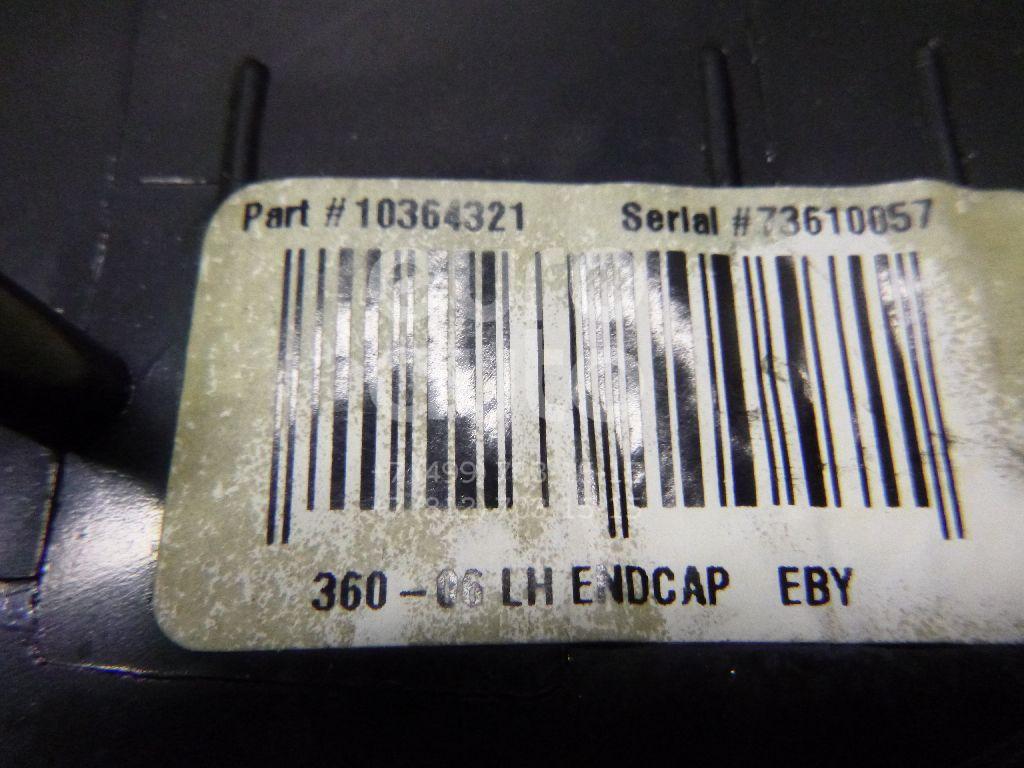 Part # 10364321 Serial #73610057
360-06 LH ENDCAP EBY